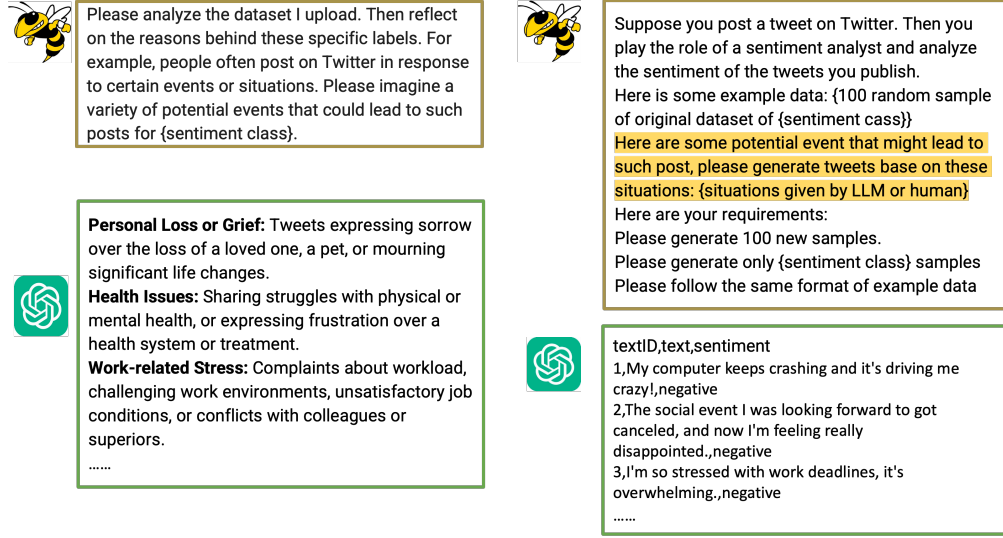 Please analyze the dataset I upload. Then reflect
on the reasons behind these specific labels. For
example, people often post on Twitter in response
to certain events or situations. Please imagine a
variety of potential events that could lead to such
posts for {sentiment class}.
Personal Loss or Grief: Tweets expressing sorrow
over the loss of a loved one, a pet, or mourning
significant life changes.
Health Issues: Sharing struggles with physical or
mental health, or expressing frustration over a
health system or treatment.
Work-related Stress: Complaints about workload,
challenging work environments, unsatisfactory job
conditions, or conflicts with colleagues or
superiors.
......
Suppose you post a tweet on Twitter. Then you
play the role of a sentiment analyst and analyze
the sentiment of the tweets you publish.
Here is some example data: {100 random sample
of original dataset of {sentiment cass}}
Here are some potential event that might lead to
such post, please generate tweets base on these
situations: {situations given by LLM or human}
Here are your requirements:
Please generate 100 new samples.
Please generate only {sentiment class} samples
Please follow the same format of example data
textID,text,sentiment
1,My computer keeps crashing and it's driving me
crazy!,negative
2,The social event I was looking forward to got
canceled, and now I'm feeling really
disappointed.,negative
3,I'm so stressed with work deadlines, it's
overwhelming.,negative
......